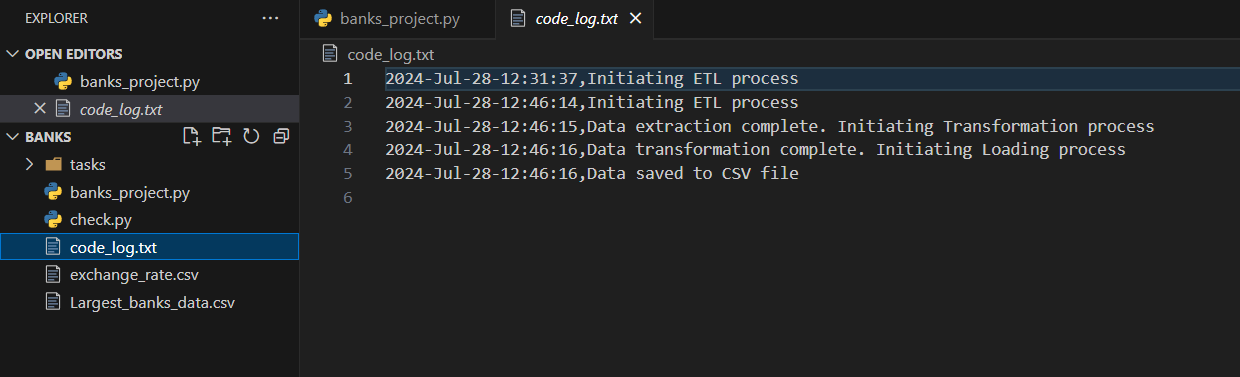 EXPLORER
OPEN EDITORS
banks_project.py
code_log.txt
BANKS
tasks
banks_project.py
check.py
code_log.txt
exchange_rate.csv
Largest_banks_data.csv
banks_project.py
code_log.txt
code_log.txt
1 2024-Jul-28-12:31:37,Initiating ETL process
2 2024-Jul-28-12:46:14,Initiating ETL process
3 2024-Jul-28-12:46:15,Data extraction complete. Initiating Transformation process
4 2024-Jul-28-12:46:16,Data transformation complete. Initiating Loading process
5 2024-Jul-28-12:46:16,Data saved to CSV file
6